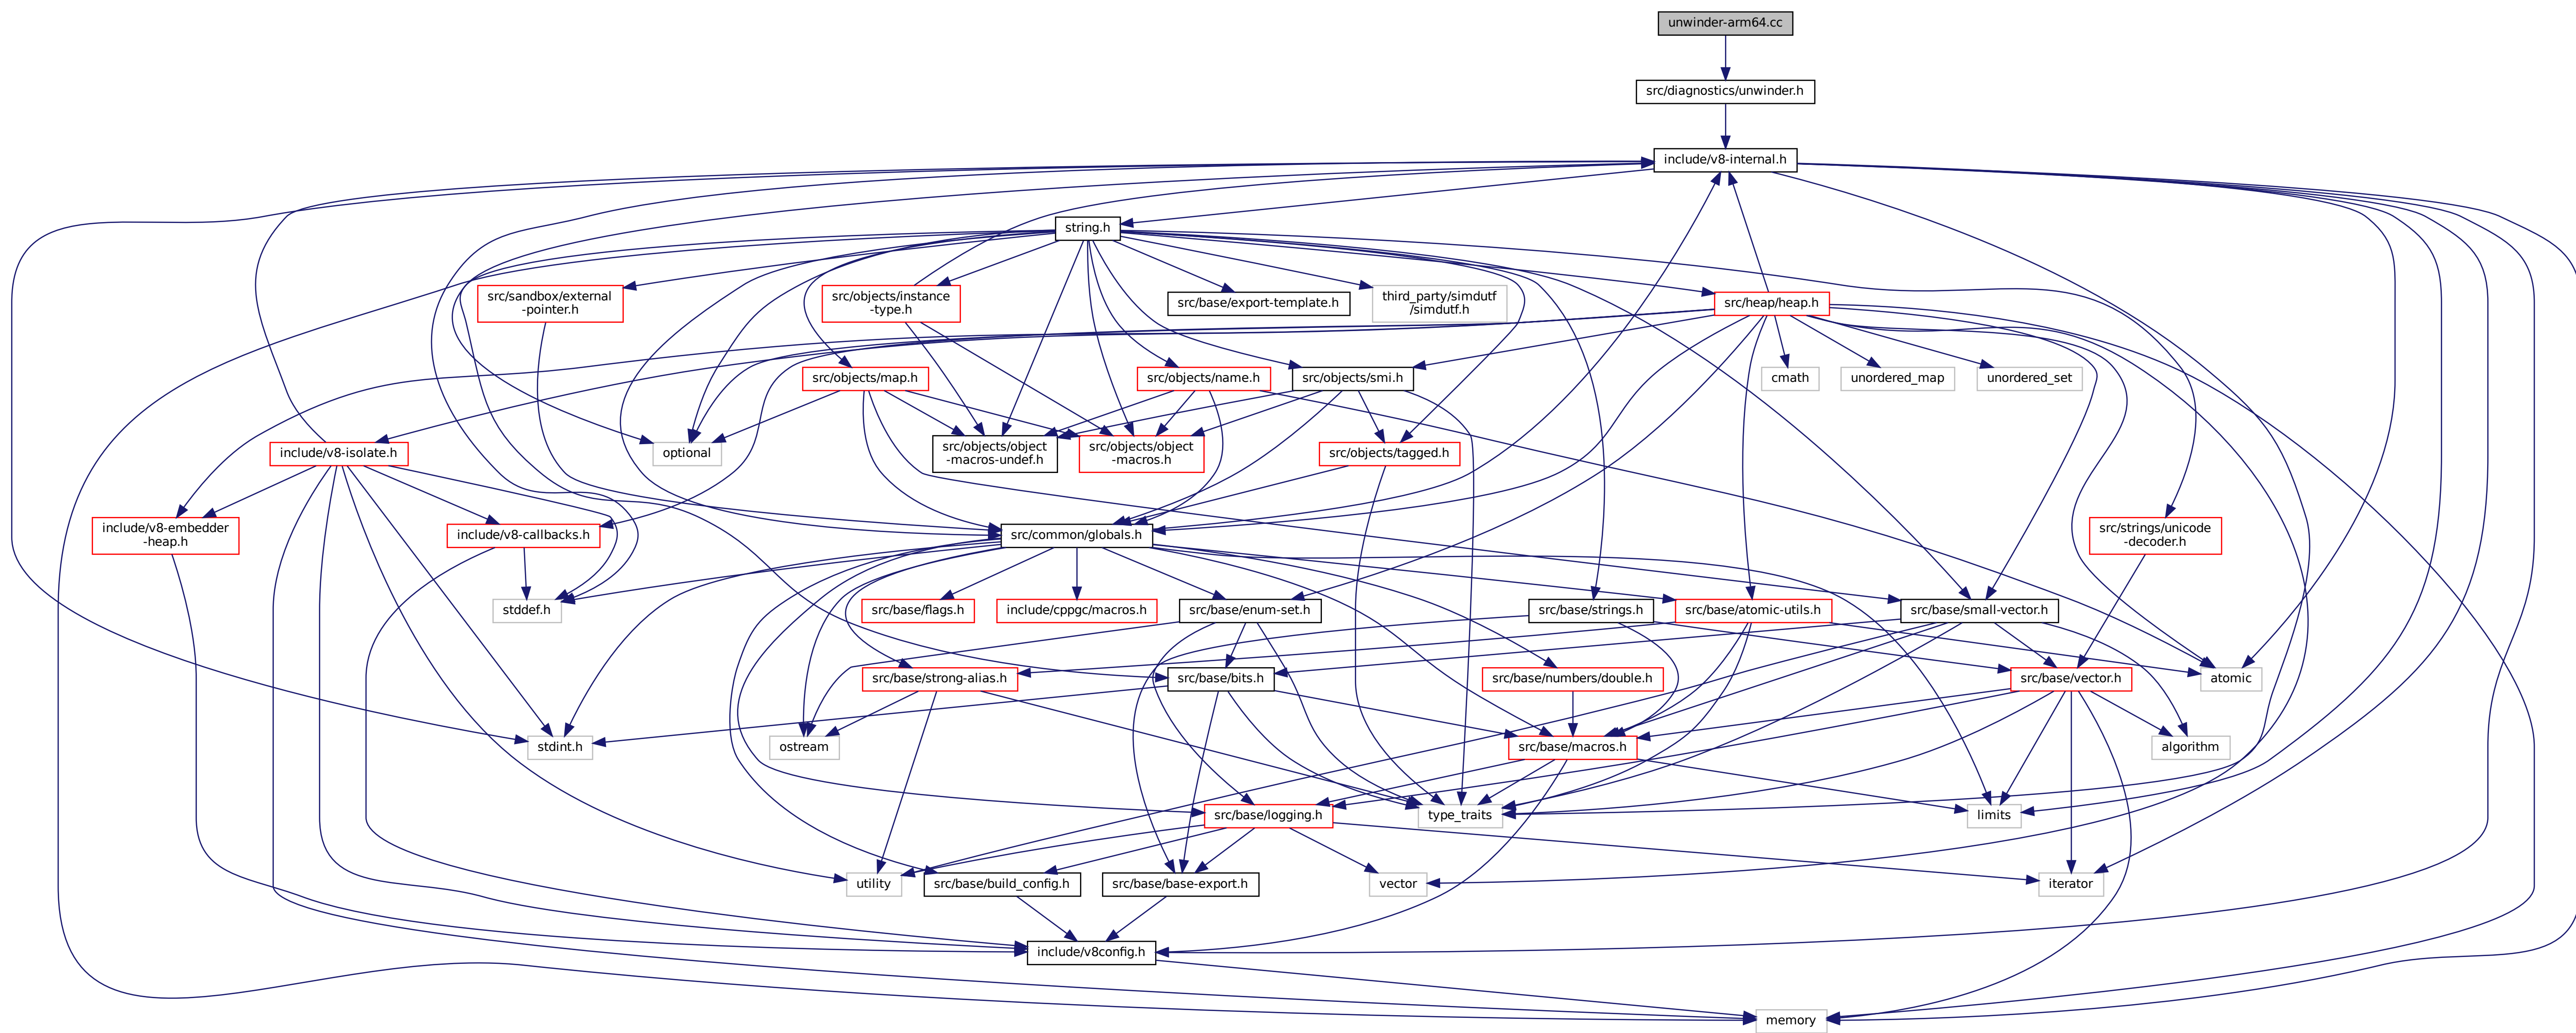 unwinder-arm64.cc
src/diagnostics/unwinder.h
include/v8-internal.h
string.h
src/sandbox/external
-pointer.h
src/objects/instance
-type.h
src/base/export-template.h
third_party/simdutf
/simdutf.h
src/heap/heap.h
src/objects/map.h
src/objects/name.h
src/objects/smi.h
cmath
unordered_map
unordered_set
include/v8-isolate.h
optional
src/objects/object
-macros-undef.h
src/objects/object
-macros.h
src/objects/tagged.h
include/v8-embedder
-heap.h
include/v8-callbacks.h
src/common/globals.h
src/strings/unicode
-decoder.h
stddef.h
src/base/flags.h
include/cppgc/macros.h
src/base/enum-set.h
src/base/strings.h
src/base/atomic-utils.h
src/base/small-vector.h
src/base/strong-alias.h
src/base/bits.h
src/base/numbers/double.h
src/base/vector.h
atomic
stdint.h
ostream
src/base/macros.h
algorithm
src/base/logging.h
type_traits
limits
utility
src/base/build_config.h
src/base/base-export.h
vector
iterator
include/v8config.h
memory